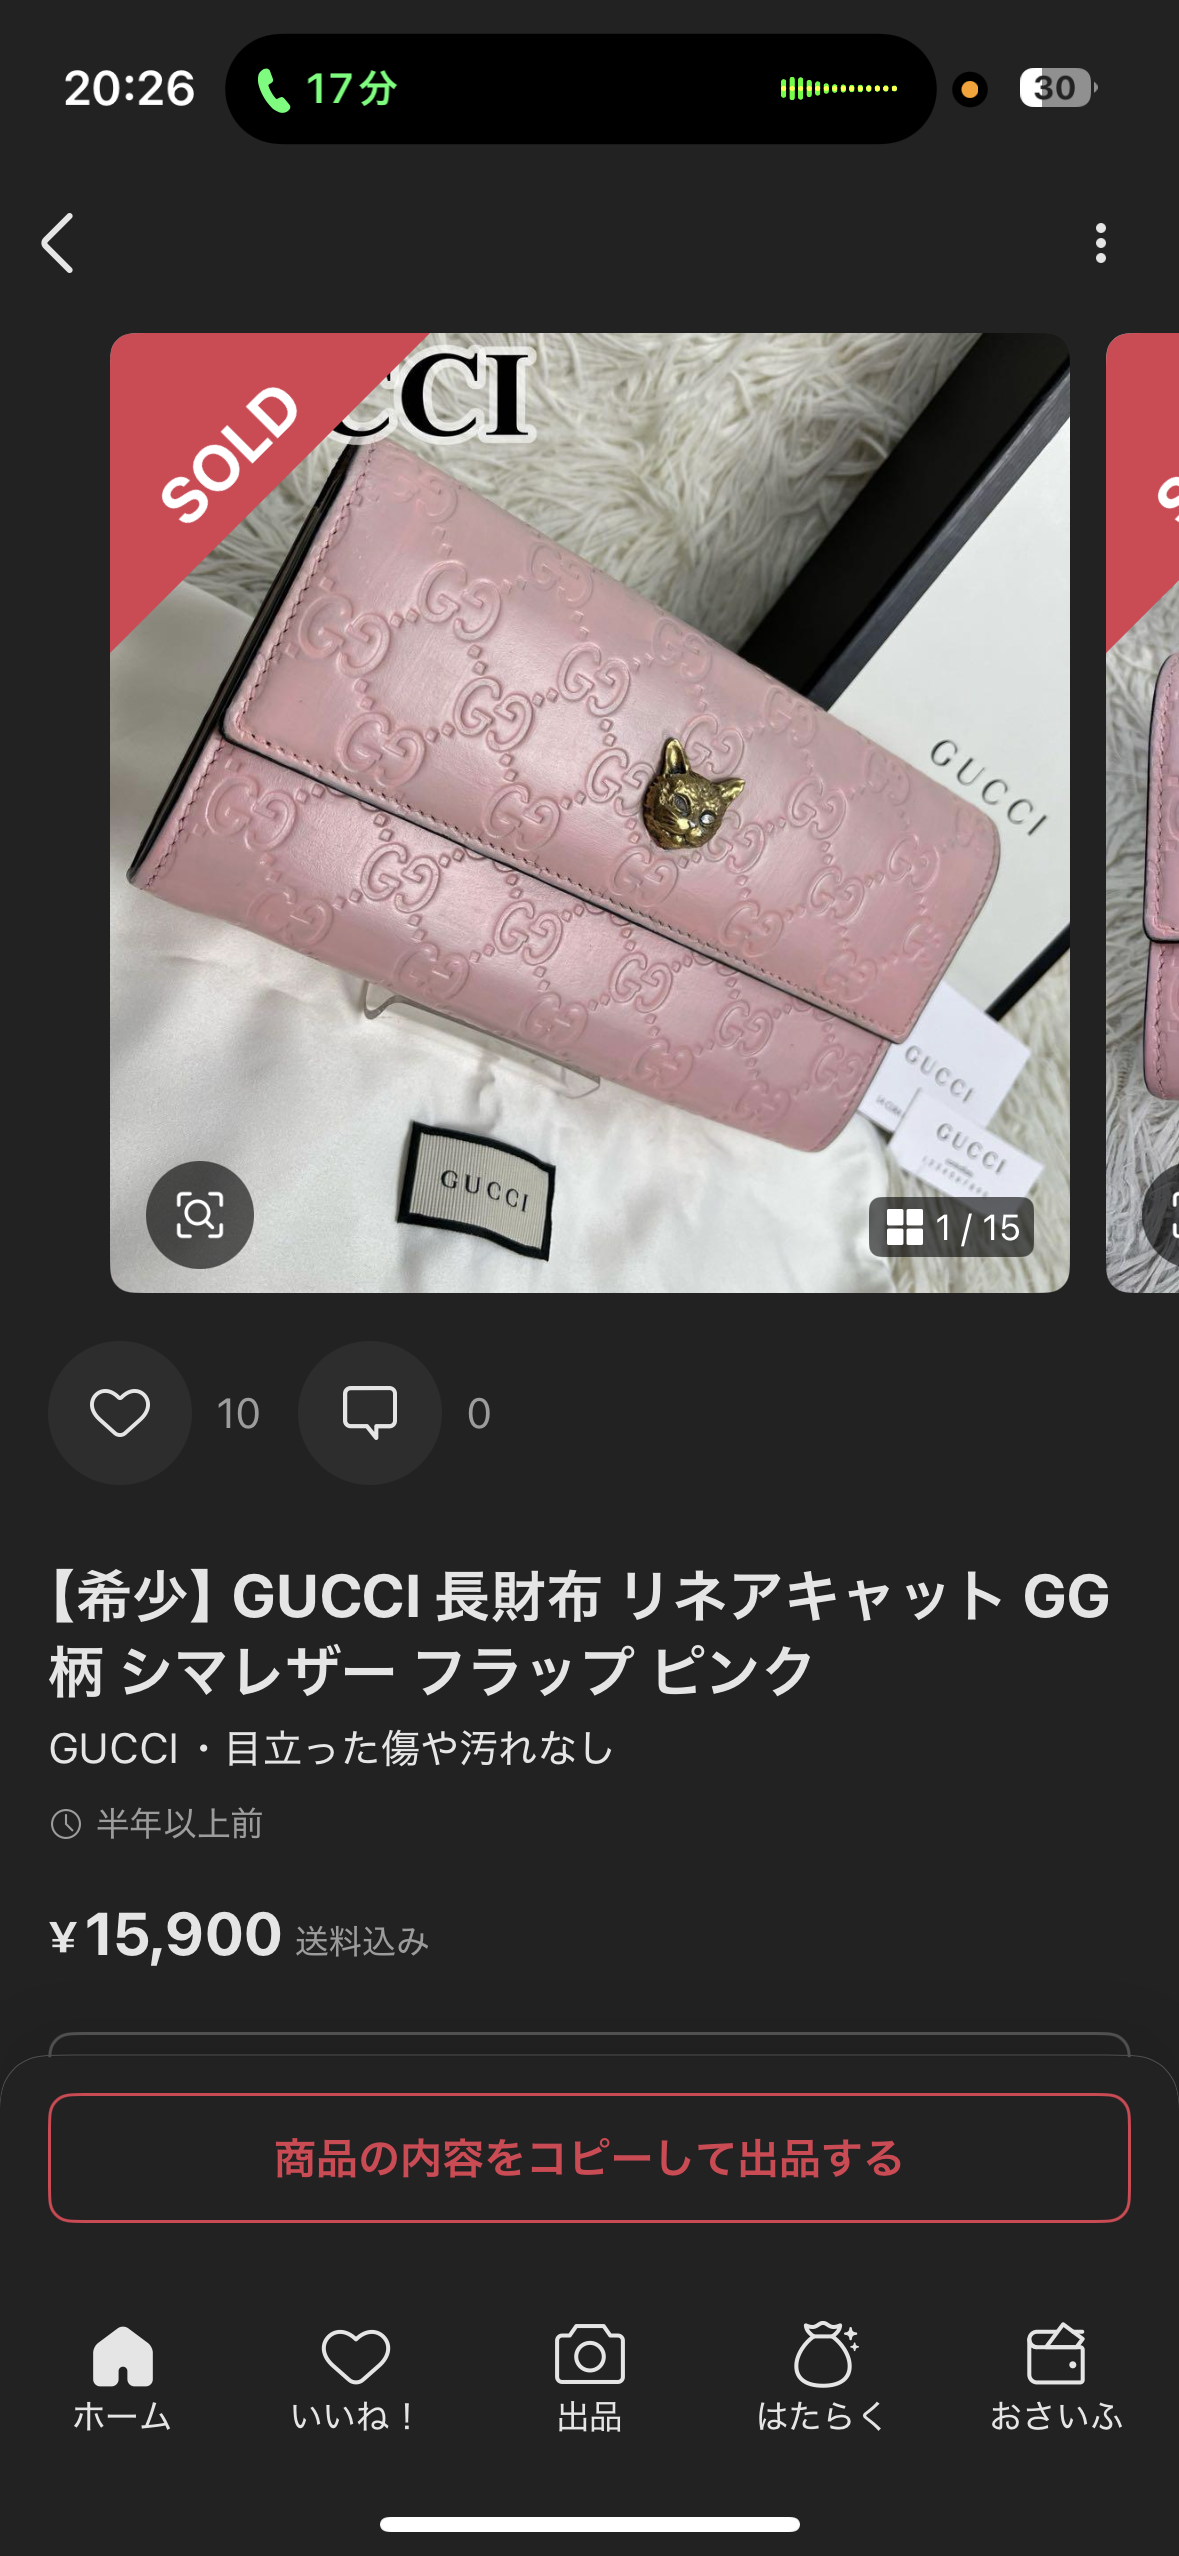 20:26
17分
30
SOLD
CCI
GUCCI
GUCCI
GUCCI
GUCCI
1 / 15
10
0
【希少】GUCCI 長財布 リネアキャット GG
柄 シマレザー フラップ ピンク
GUCCI・目立った傷や汚れなし
半年以上前
¥15,900 送料込み
商品の内容をコピーして出品する
ホーム
いいね！
出品
はたらく
おさいふ